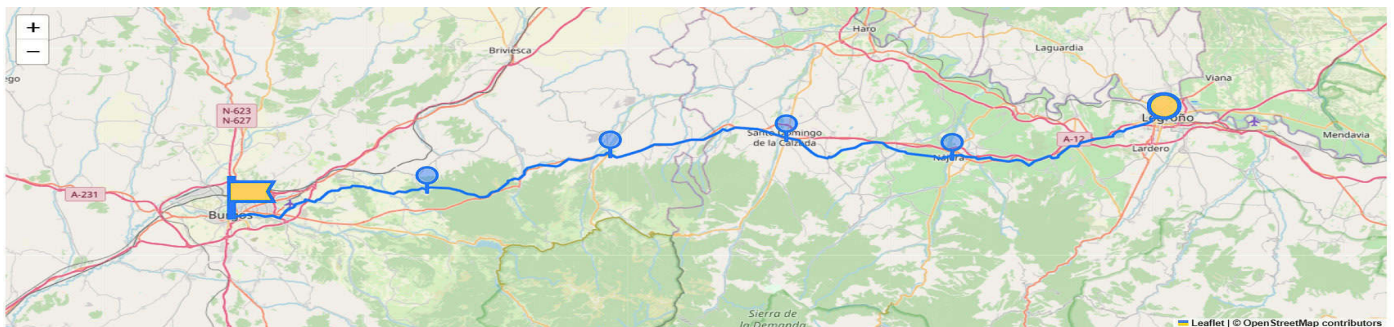 +
−
ego
Briviesca
Haro
Laguardia
Viana
N-623
N-627
Logroño
Santo Domingo
de la Calzada
A-12
Mendavia
Lardero
Nájera
A-231
Burgos
Sierra de
la Demanda
Leaflet | © OpenStreetMap contributors